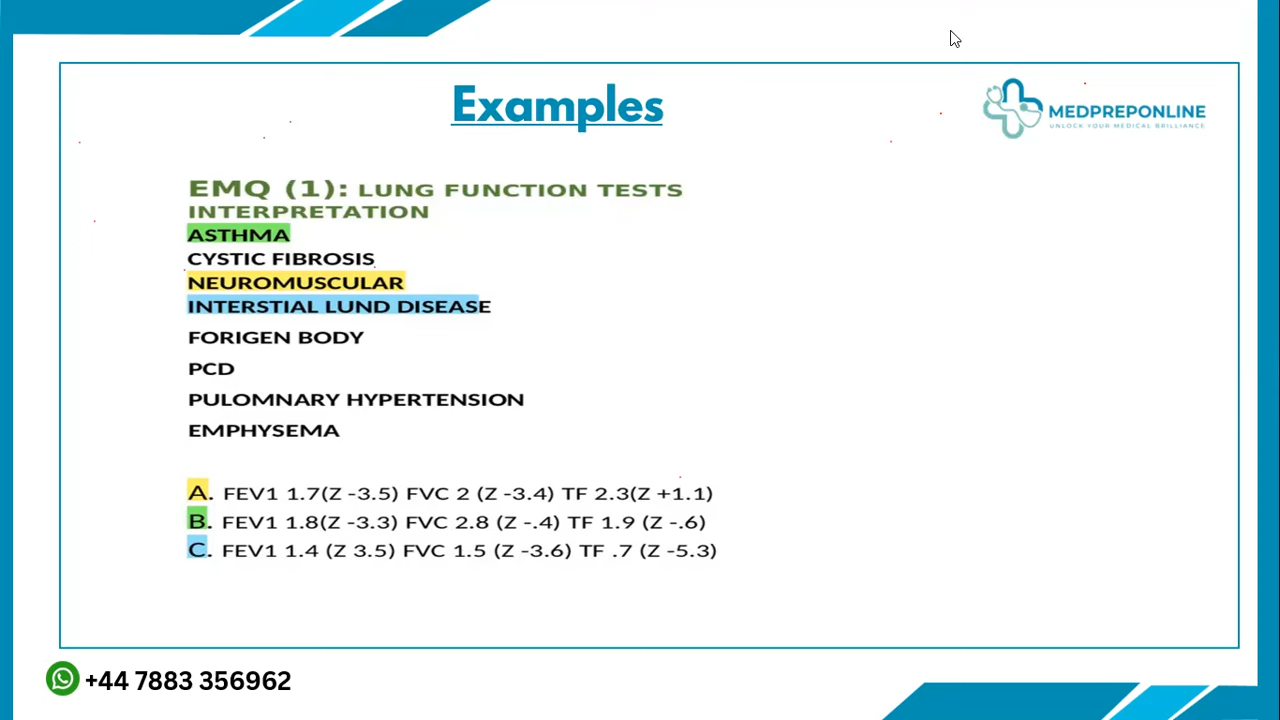 Examples
MEDPREPONLINE
UNLOCK YOUR MEDICAL BRILLIANCE
EMQ (1): LUNG FUNCTION TESTS
INTERPRETATION
ASTHMA
CYSTIC FIBROSIS
NEUROMUSCULAR
INTERSTIAL LUND DISEASE
FORIGEN BODY
PCD
PULOMNARY HYPERTENSION
EMPHYSEMA
A. FEV1 1.7(Z -3.5) FVC 2 (Z -3.4) TF 2.3(Z +1.1)
B. FEV1 1.8(Z -3.3) FVC 2.8 (Z -.4) TF 1.9 (Z -.6)
C. FEV1 1.4 (Z 3.5) FVC 1.5 (Z -3.6) TF .7 (Z -5.3)
+44 7883 356962